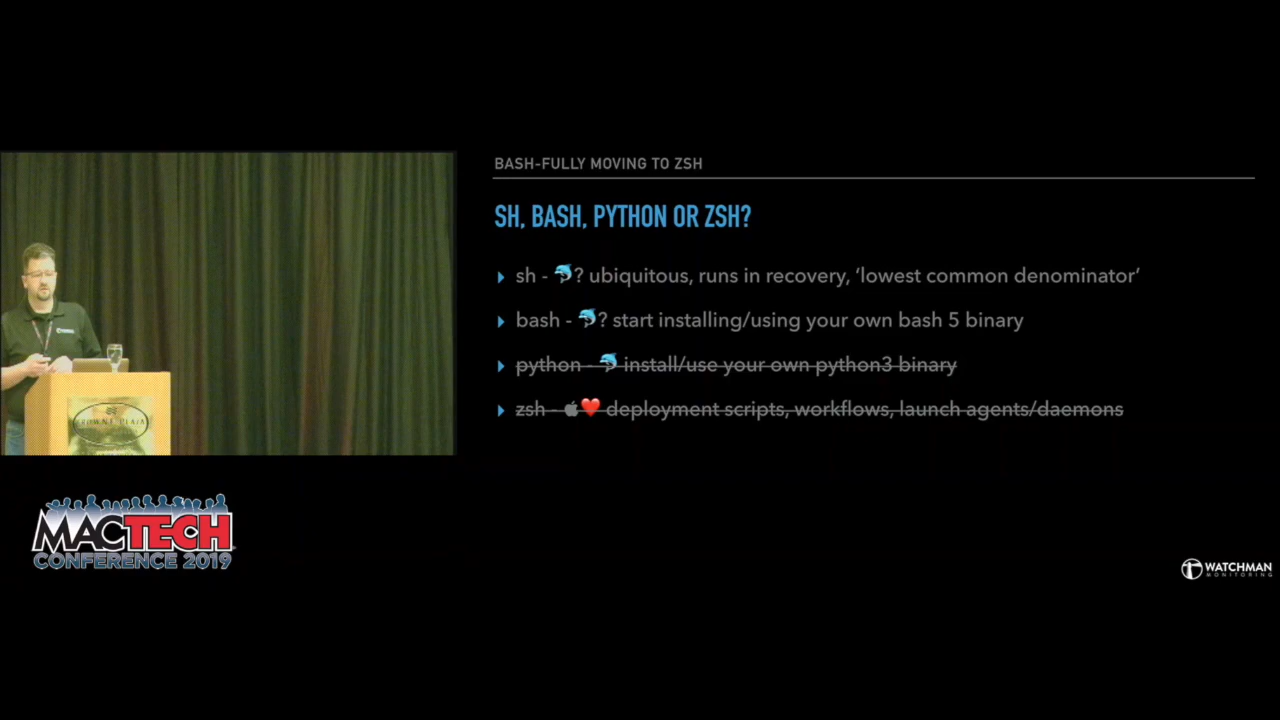 BASH-FULLY MOVING TO ZSH
SH, BASH, PYTHON OR ZSH?
sh - 🐬? ubiquitous, runs in recovery, ‘lowest common denominator’
bash - 🐬? start installing/using your own bash 5 binary
python - 🐬 install/use your own python3 binary
zsh - ❤️ deployment scripts, workflows, launch agents/daemons
CROWNE PLAZA
MACTECH
CONFERENCE 2019
WATCHMAN
MONITORING